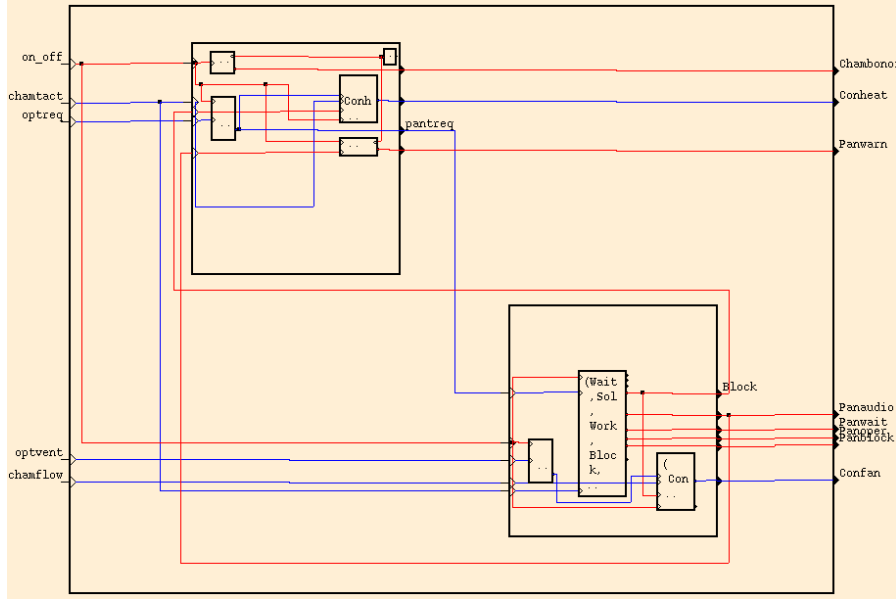 on_off
chamtact
optreq
optvent
chamflow
..
.
..
Conh
..
..
pantreq
Chambono
Conheat
Panwarn
(Wait
,Sol
,
Work
,
Bloc
k,
..
..
(
Con
..
Block
Panaudio
Panwait
Panoper
Panblock
Confan